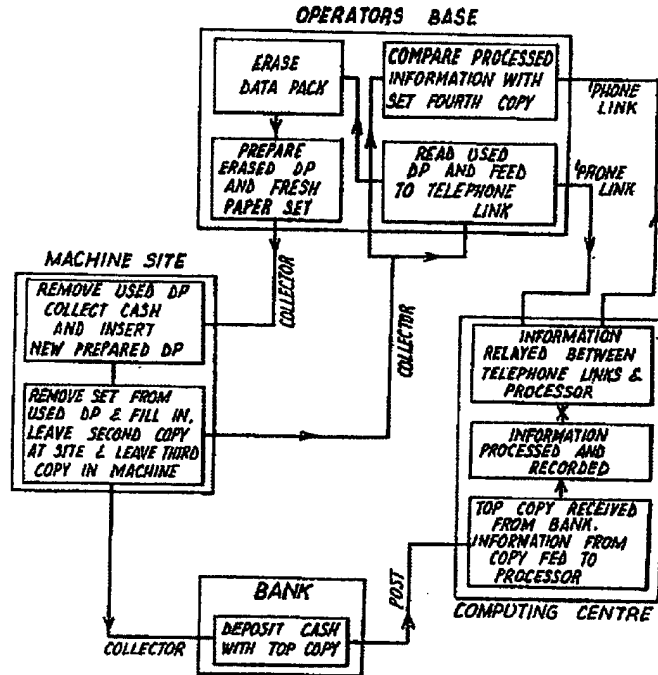 OPERATORS BASE
ERASE
DATA PACK
COMPARE PROCESSED
INFORMATION WITH
SET FOURTH COPY
'PHONE
LINK
PREPARE
ERASED DP
AND FRESH
PAPER SET
READ USED
DP AND FEED
TO TELEPHONE
LINK
'PHONE
LINK
MACHINE SITE
REMOVE USED DP
COLLECT CASH
AND INSERT
NEW PREPARED DP
COLLECTOR
COLLECTOR
REMOVE SET FROM
USED DP & FILL IN.
LEAVE SECOND COPY
AT SITE & LEAVE THIRD
COPY IN MACHINE
INFORMATION
RELAYED BETWEEN
TELEPHONE LINKS &
PROCESSOR
INFORMATION
PROCESSED AND
RECORDED
TOP COPY RECEIVED
FROM BANK.
INFORMATION FROM
COPY FED TO
PROCESSOR
COMPUTING CENTRE
BANK
DEPOSIT CASH
WITH TOP COPY
COLLECTOR
POST